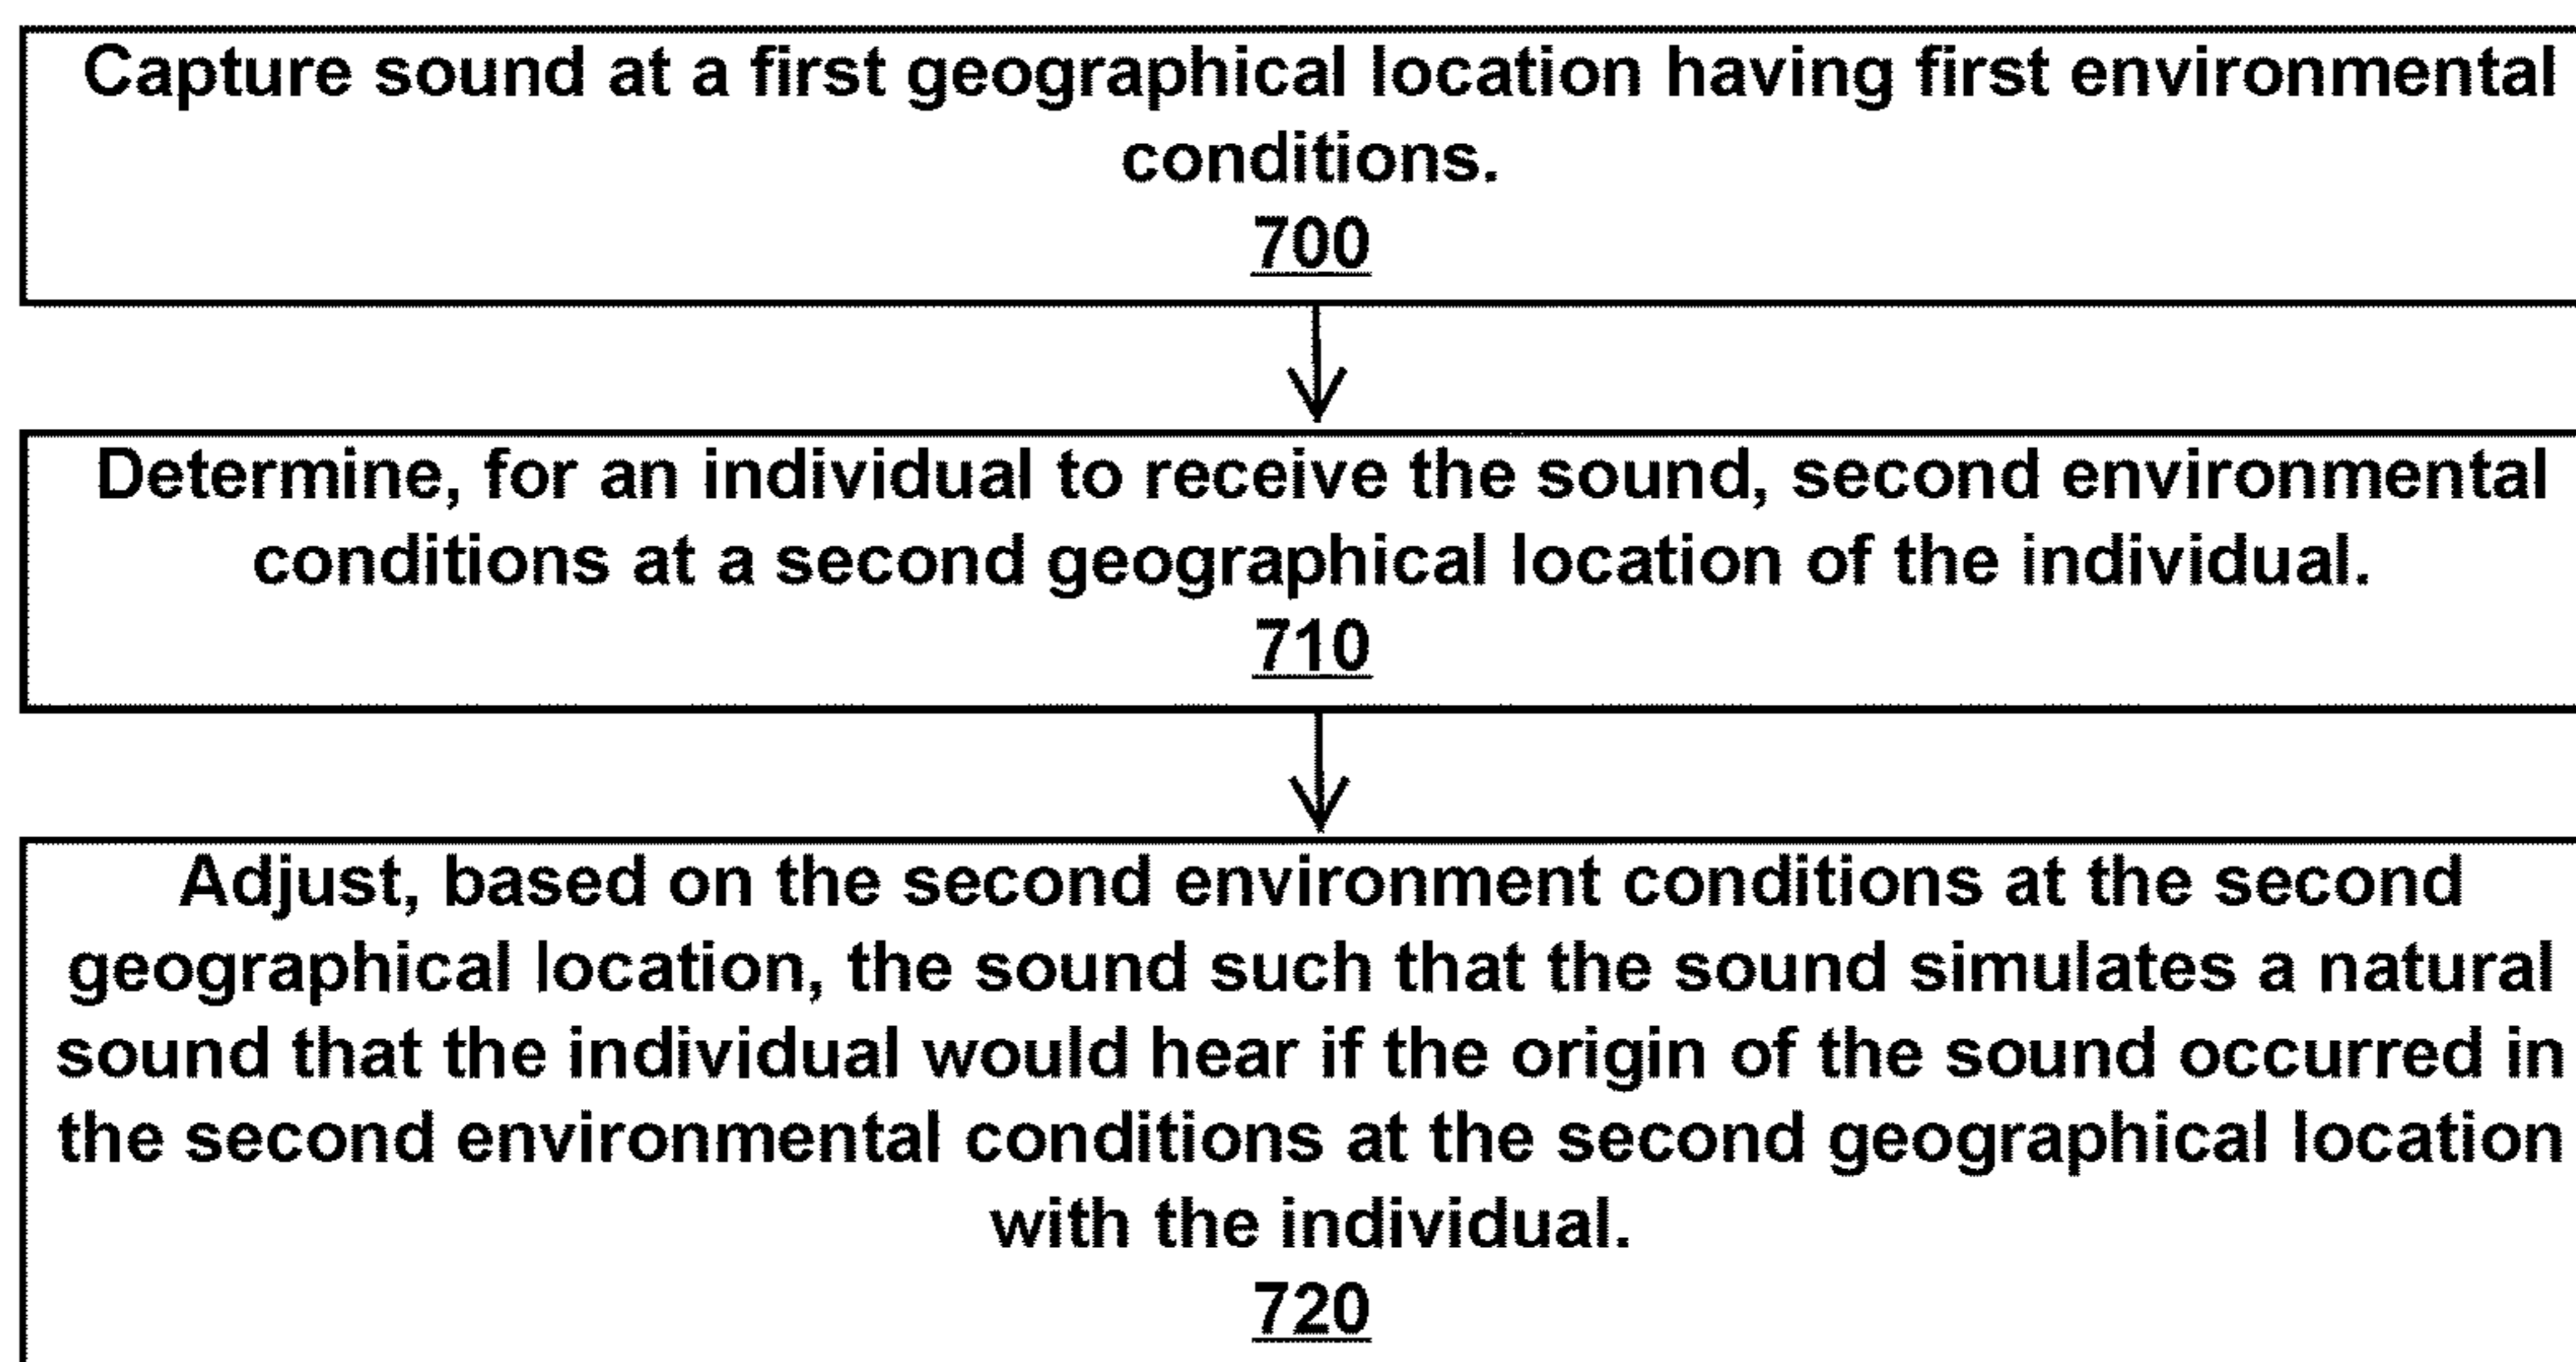 Capture sound at a first geographical location having first environmental
conditions.
700
Determine, for an individual to receive the sound, second environmental
conditions at a second geographical location of the individual.
710
Adjust, based on the second environment conditions at the second
geographical location, the sound such that the sound simulates a natural
sound that the individual would hear if the origin of the sound occurred in
the second environmental conditions at the second geographical location
with the individual.
720